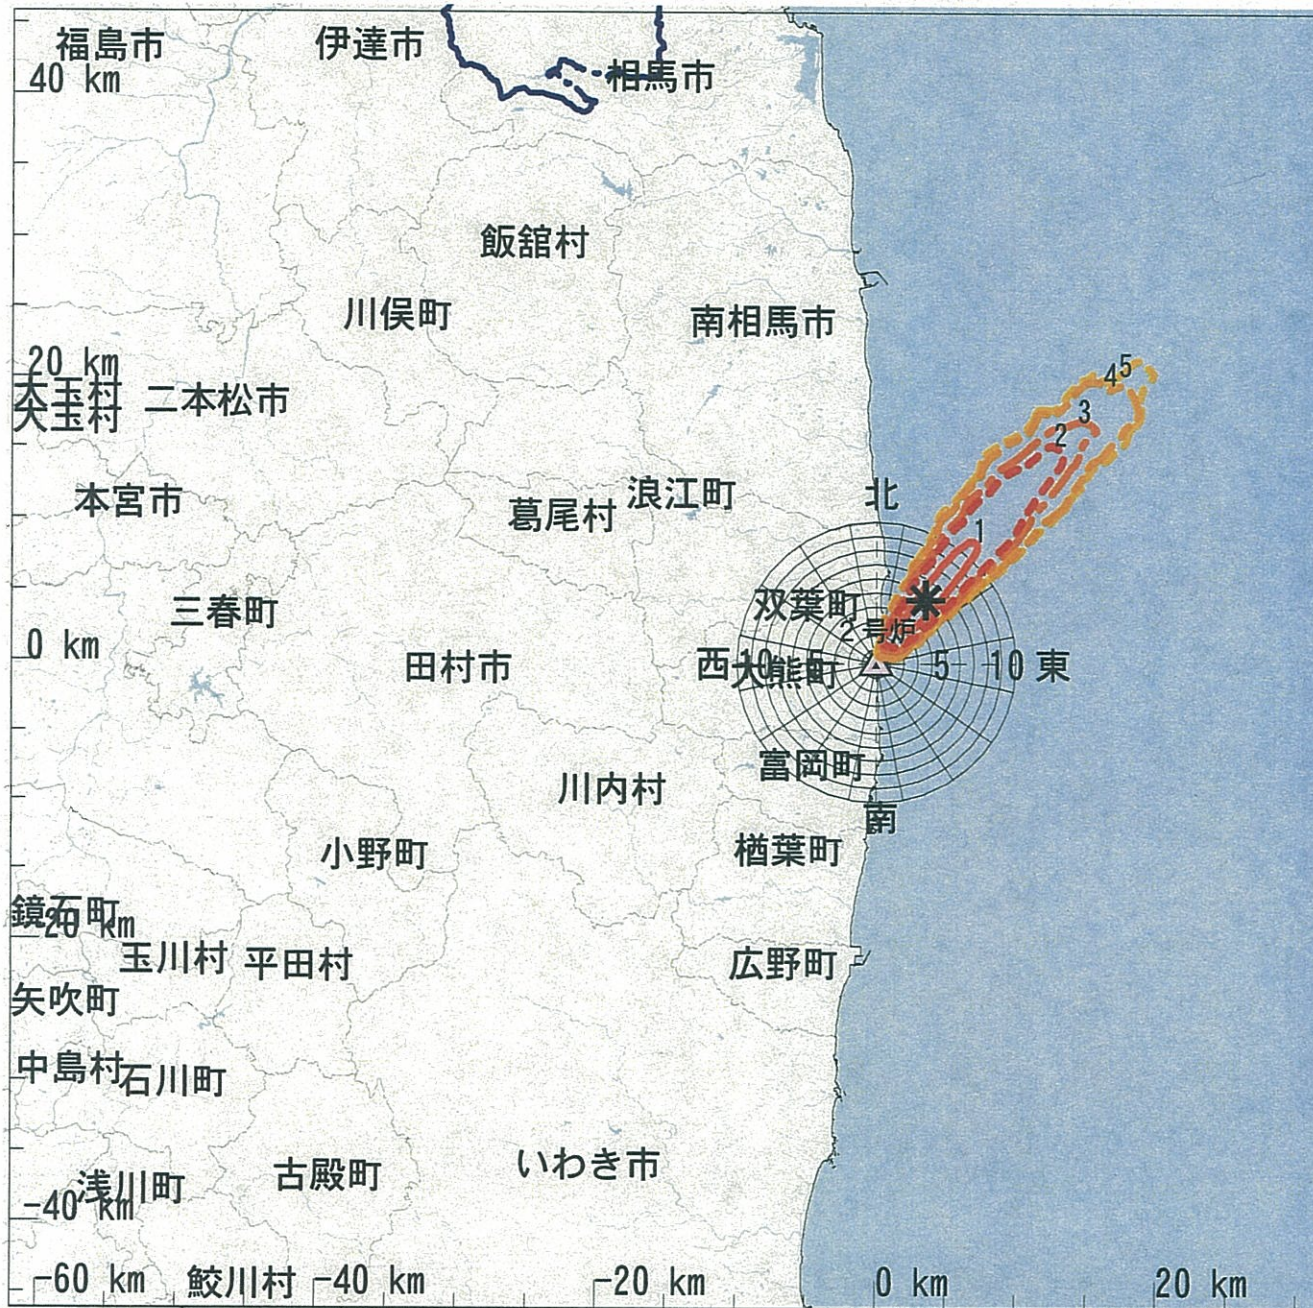 福島市 伊達市
40 km 相馬市
飯舘村
川俣町 南相馬市
20 km 45
大玉村 二本松市
大玉村 3
2
本宮市 葛尾村 浪江町 北
1
三春町 双葉町
0 km 2号炉
田村市 西 10 5 大熊町 5 10 東
富岡町
川内村
南
小野町 楢葉町
鏡石町
-20 km
玉川村 平田村 広野町
矢吹町
中島村 石川町
古殿町 いわき市
浅川町
-40 km
-60 km 鮫川村 -40 km -20 km 0 km 20 km